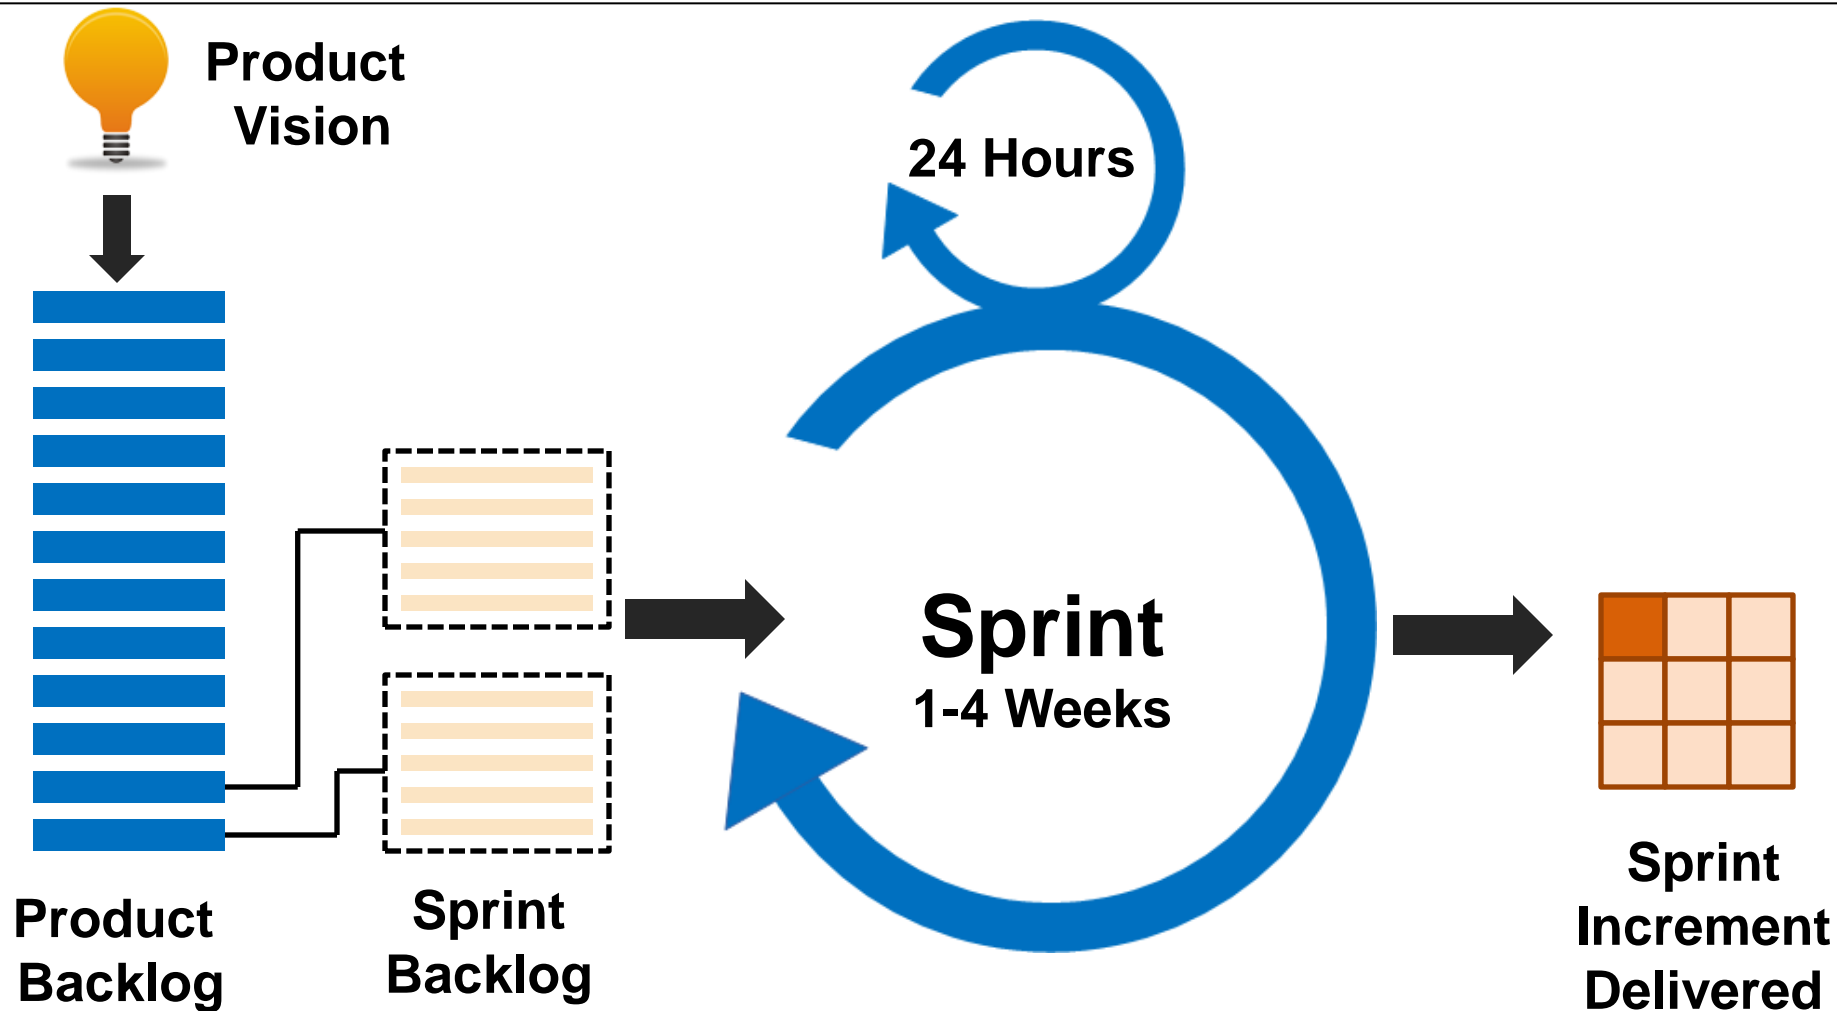 Product
Vision
24 Hours
Sprint
1-4 Weeks
Product
Backlog
Sprint
Backlog
Sprint
Increment
Delivered